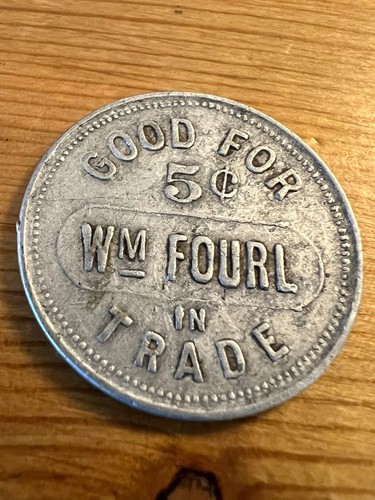 GOOD FOR
5¢
WM FOURL
IN
TRADE